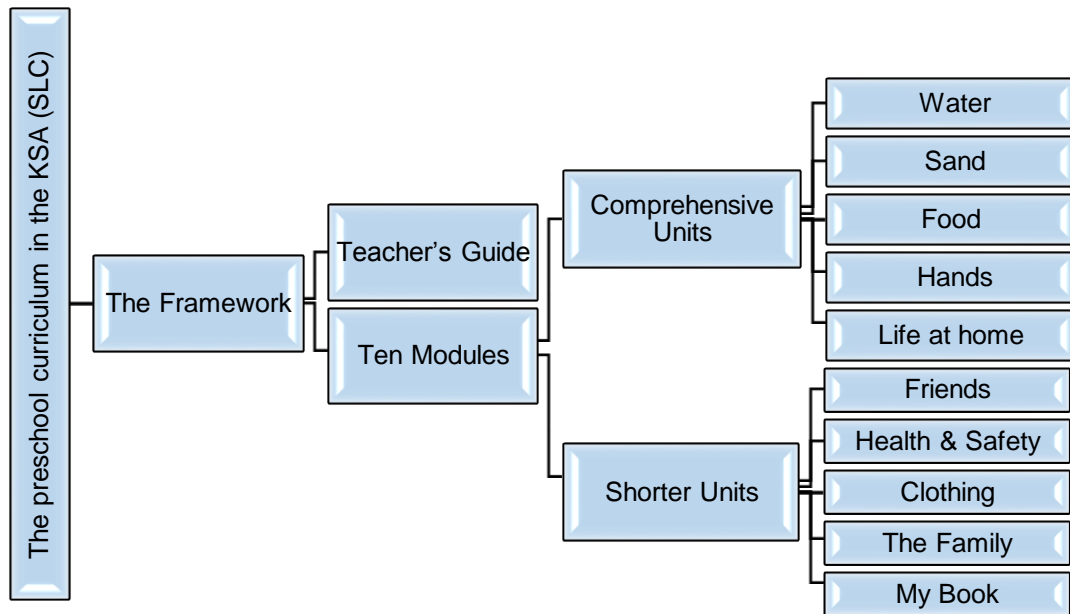 The preschool curriculum in the KSA (SLC)
The Framework
Teacher’s Guide
Ten Modules
Comprehensive
Units
Shorter Units
Water
Sand
Food
Hands
Life at home
Friends
Health & Safety
Clothing
The Family
My Book